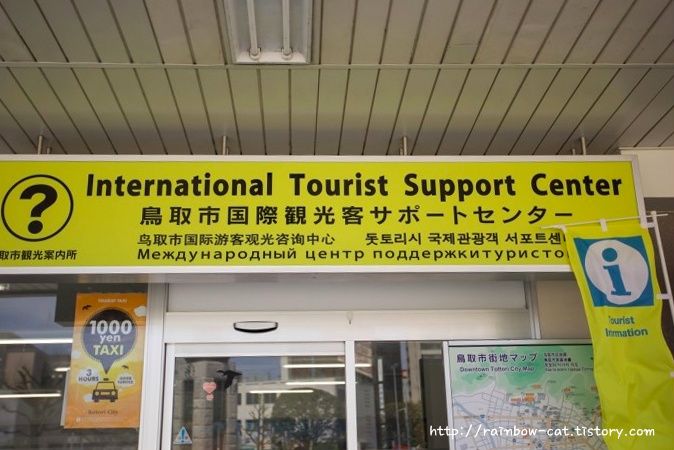 ?
International Tourist Support Center
鳥取市国際観光客サポートセンター
鸟取市国际游客观光咨询中心 돗토리시 국제관광객 서포트센
Международный центр поддержкитуристо
取市観光案内所
i
Tourist
Information
TOURIST TAXI
1000
yen
TAXI
3 HOURS
Tottori City
鳥取市街地マップ
Downtown Tottori City Map
http://rainbow-cat.tistory.com